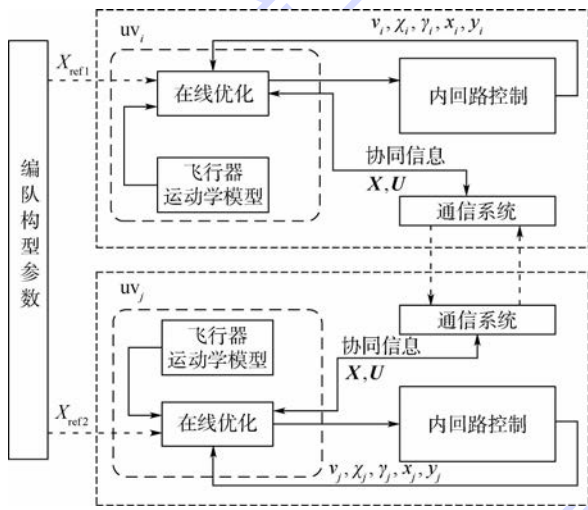 编队构型参数
X_ref1
uv_i
在线优化
飞行器
运动学模型
v_i, χ_i, γ_i, x_i, y_i
内回路控制
协同信息
X, U
通信系统
uv_j
飞行器
运动学模型
通信系统
协同信息
X, U
X_ref2
在线优化
内回路控制
v_j, χ_j, γ_j, x_j, y_j